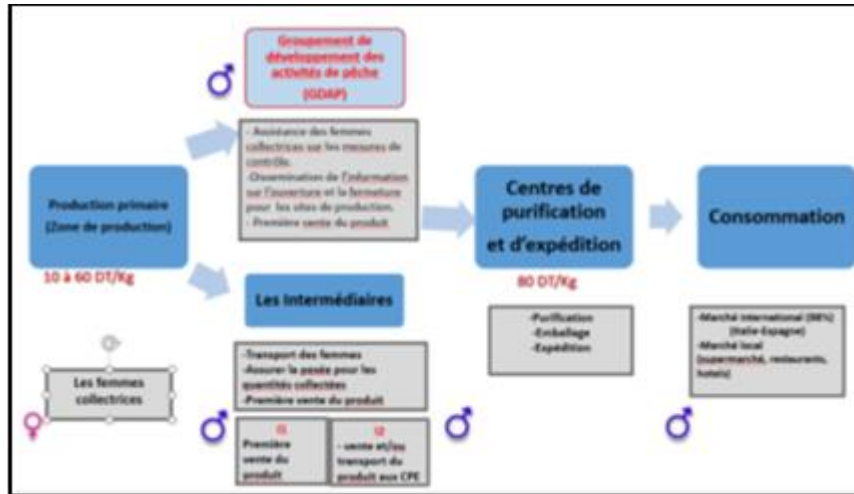 Groupement de
développement des
activités de pêche
(GDAP)
- Assistance des femmes
collectrices sur les mesures de
contrôle.
-Dissemination de l'information
sur l'ouverture et la fermeture
pour les sites de production.
- Première vente du produit
Production primaire
(Zone de production)
10 à 60 DT/Kg
Les femmes
collectrices
Les intermédiaires
-Transport des femmes
-Assurer la pesée pour les
quantités collectées
-Première vente du produit
I1
Première
vente du
produit
I2
- vente et/ou
transport du
produit aux CPE
Centres de
purification
et d'expédition
80 DT/Kg
-Purification
-Emballage
-Expédition
Consommation
-Marché international (98%)
(Italie-Espagne)
-Marché local
(supermarché, restaurants,
hotels)